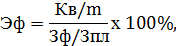 Эф = Кв/m / Зф/Зпл x 100%,